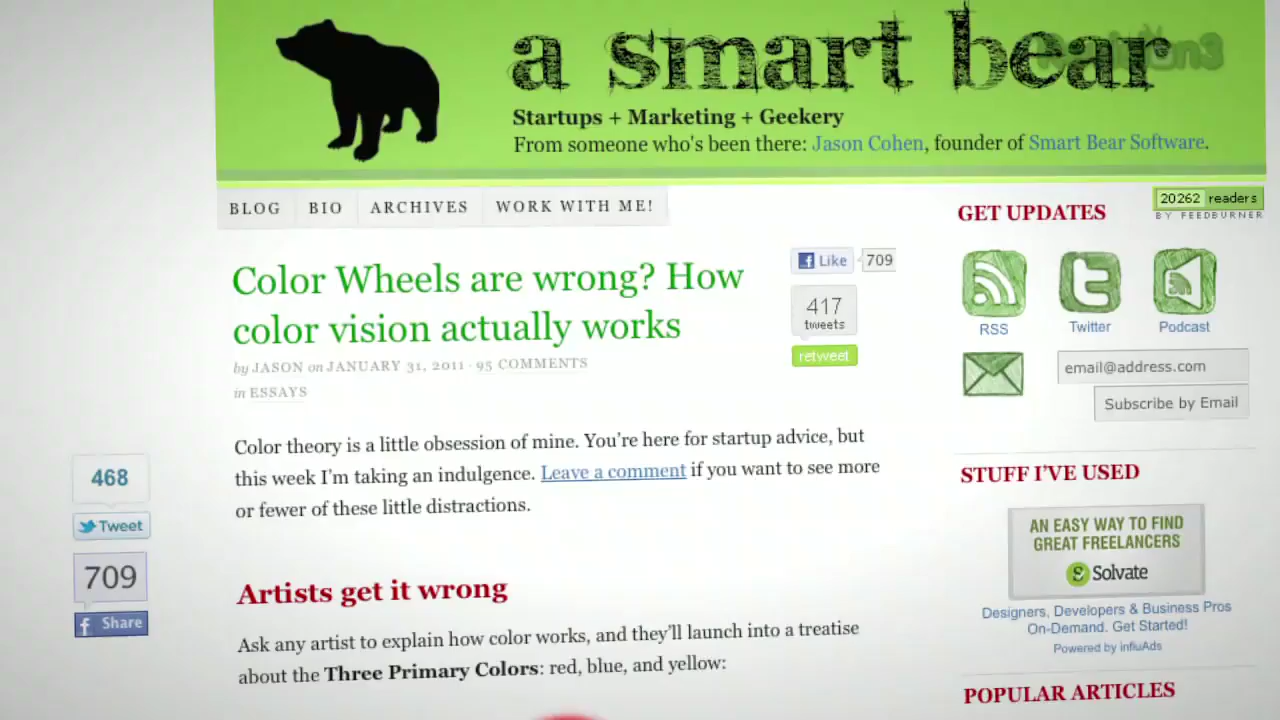 a smart bear
Startups + Marketing + Geekery
From someone who's been there: Jason Cohen, founder of Smart Bear Software.
BLOG
BIO
ARCHIVES
WORK WITH ME!
Color Wheels are wrong? How
color vision actually works
by JASON on JANUARY 31, 2011 · 95 COMMENTS
in ESSAYS
Like
709
417
tweets
retweet
Color theory is a little obsession of mine. You're here for startup advice, but
this week I'm taking an indulgence. Leave a comment if you want to see more
or fewer of these little distractions.
468
Tweet
709
Share
Artists get it wrong
Ask any artist to explain how color works, and they'll launch into a treatise
about the Three Primary Colors: red, blue, and yellow:
GET UPDATES
20262 readers
BY FEEDBURNER
RSS
Twitter
Podcast
email@address.com
Subscribe by Email
STUFF I'VE USED
AN EASY WAY TO FIND
GREAT FREELANCERS
Solvate
Designers, Developers & Business Pros
On-Demand. Get Started!
Powered by influAds
POPULAR ARTICLES